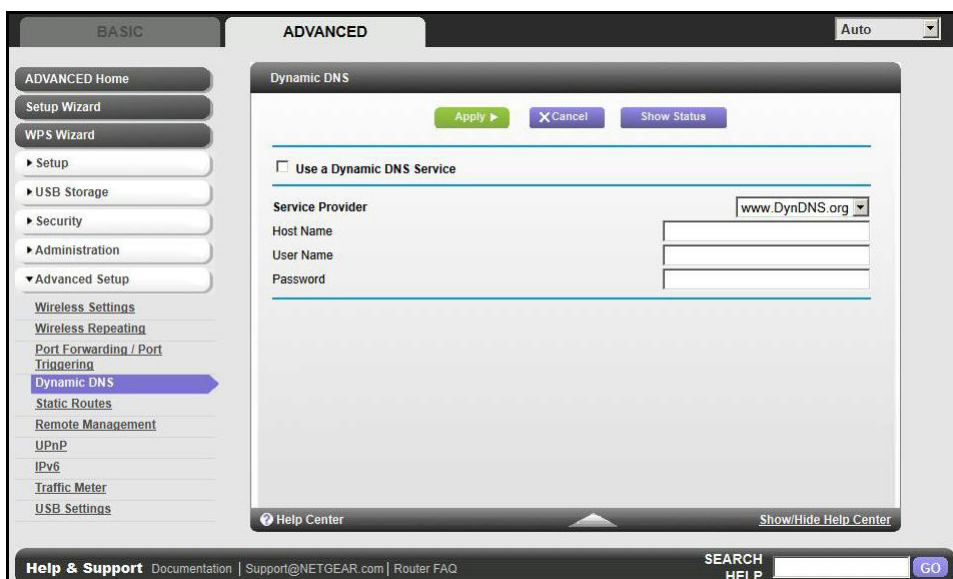 BASIC
ADVANCED
Auto
ADVANCED Home
Setup Wizard
WPS Wizard
Setup
USB Storage
Security
Administration
Advanced Setup
Wireless Settings
Wireless Repeating
Port Forwarding / Port
Triggering
Dynamic DNS
Static Routes
Remote Management
UPnP
IPv6
Traffic Meter
USB Settings
Dynamic DNS
Apply
X Cancel
Show Status
Use a Dynamic DNS Service
Service Provider
www.DynDNS.org
Host Name
User Name
Password
Help Center
Show/Hide Help Center
Help & Support Documentation | Support@NETGEAR.com | Router FAQ
SEARCH
HELP
GO